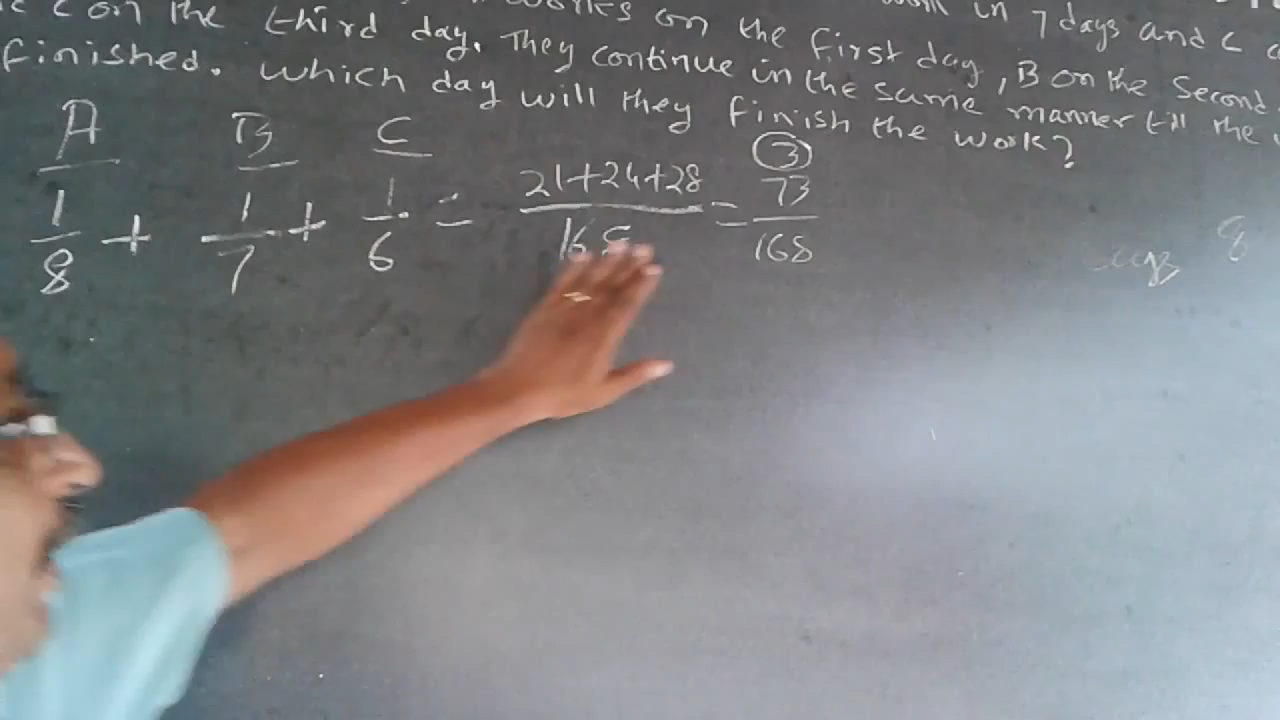 works on the first day, B on the second
C on the third day. They continue in the same manner till the
finished. Which day will they finish the work?
work in 7 days and C
A B C
3
1/8 + 1/7 + 1/6 = 21+24+28/168 = 73/168
8